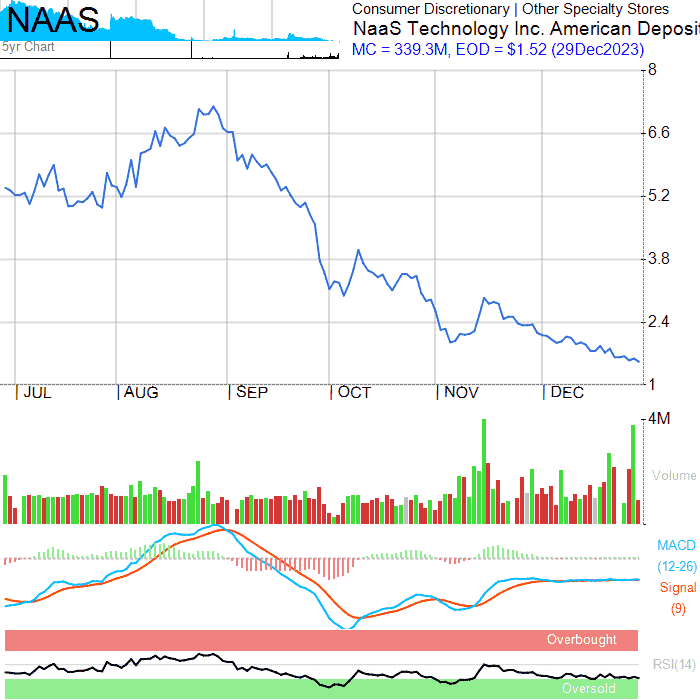 NAAS
5yr Chart
Consumer Discretionary | Other Specialty Stores
NaaS Technology Inc. American Deposit
MC = 339.3M, EOD = $1.52 (29Dec2023)
8
6.6
5.2
3.8
2.4
1
| JUL | AUG | SEP | OCT | NOV | DEC
4M
Volume
MACD
(12-26)
Signal
(9)
Overbought
RSI(14)
Oversold